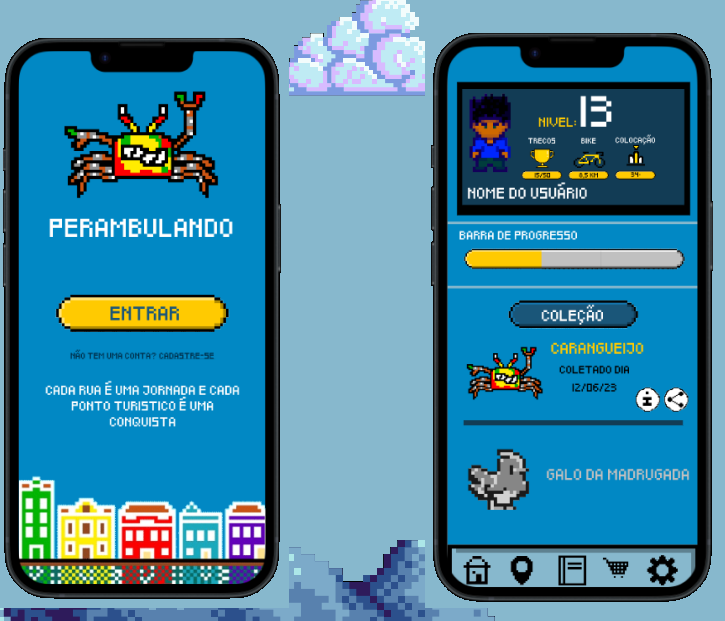 PERAMBULANDO
ENTRAR
NÃO TEM UMA CONTA? CADASTRE-SE
CADA RUA É UMA JORNADA E CADA
PONTO TURISTICO É UMA
CONQUISTA
NIVEL: 13
TRECOS BIKE COLOCAÇÃO
15/50 8,5 KM 34º
NOME DO USUÁRIO
BARRA DE PROGRESSO
COLEÇÃO
CARANGUEIJO
COLETADO DIA
12/06/23
GALO DA MADRUGADA